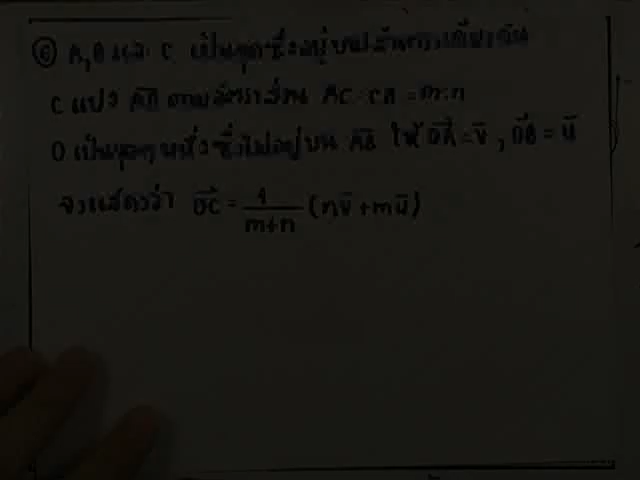 ⑥ A, B และ C เป็นจุดซึ่งอยู่บนเส้นตรงเดียวกัน
C แบ่ง AB ตามอัตราส่วน AC : CB = m:n
O เป็นจุดๆ หนึ่ง ซึ่งไม่อยู่บน AB ให้ OA = v̄ , OB = ū
จงแสดงว่า OC = 1/(m+n) (nv̄ + mū)